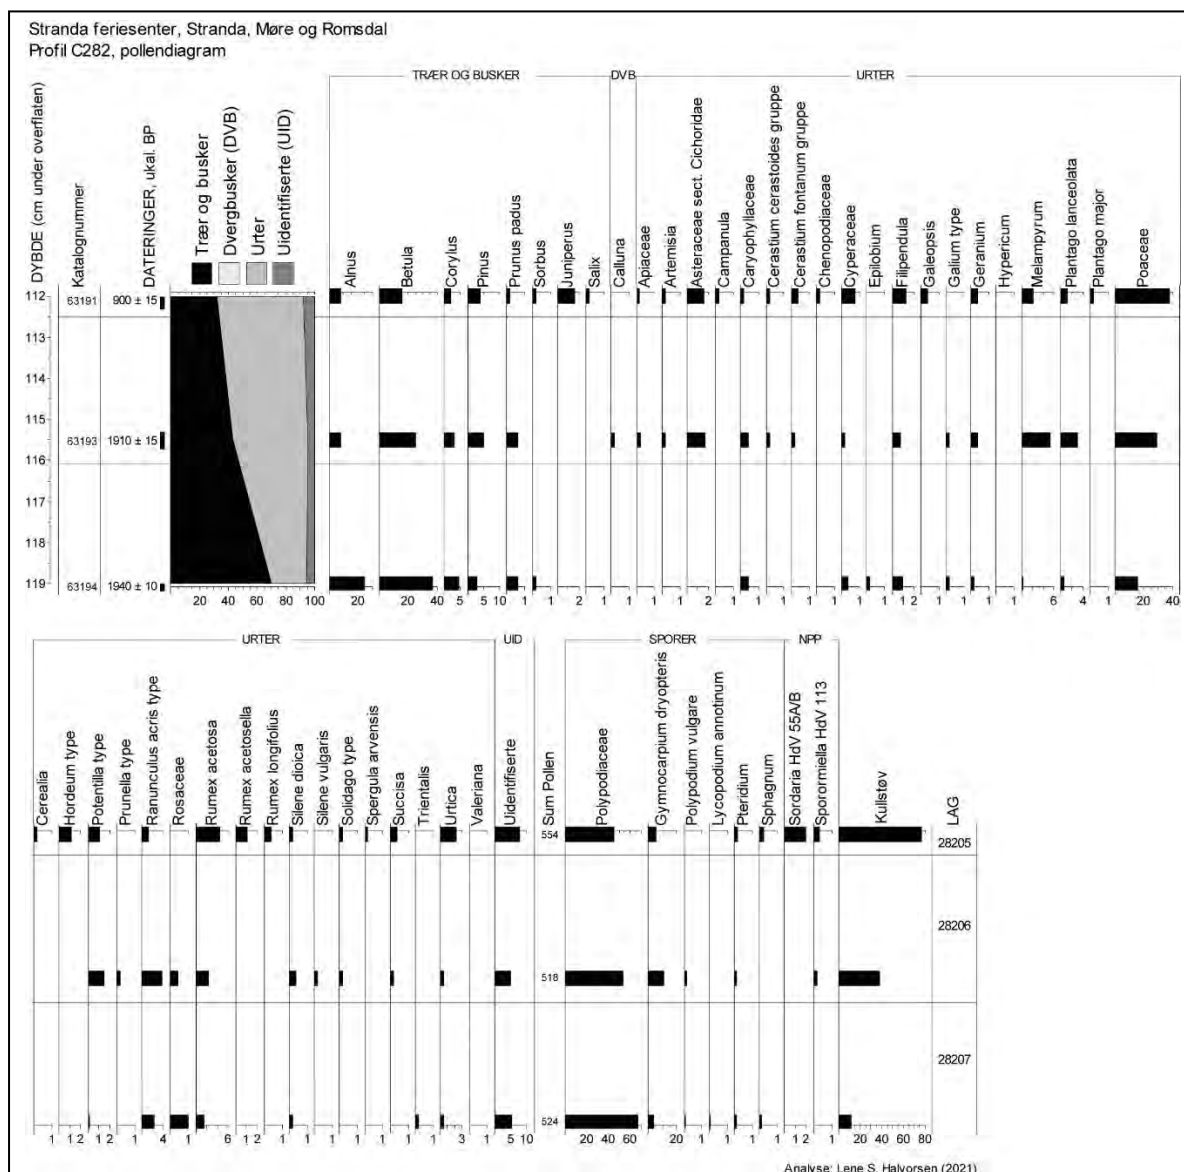 Stranda feriesenter, Stranda, Møre og Romsdal
Profil C282, pollendiagram
TRÆR OG BUSKER DVB URTER
DYBDE (cm under overflaten)
Katalognummer
DATERINGER, ukal. BP
Trær og busker
Dvergbusker (DVB)
Urter
Uidentifiserte (UID)
Alnus
Betula
Corylus
Pinus
Prunus padus
Sorbus
Juniperus
Salix
Calluna
Apiaceae
Artemisia
Asteraceae sect. Cichoridae
Campanula
Caryophyllaceae
Cerastium cerastoides gruppe
Cerastium fontanum gruppe
Chenopodiaceae
Cyperaceae
Epilobium
Filipendula
Galeopsis
Galium type
Geranium
Hypericum
Melampyrum
Plantago lanceolata
Plantago major
Poaceae
112 63191 900 ± 15
113
114
115
63193 1910 ± 15
116
117
118
119 63194 1940 ± 10
20 40 60 80 100 20 20 40 5 5 10 1 1 2 1 1 1 1 2 1 1 1 1 1 1 1 1 2 1 1 1 1 6 4 1 20 40
URTER UID SPORER NPP
Cerealia
Hordeum type
Potentilla type
Prunella type
Ranunculus acris type
Rosaceae
Rumex acetosa
Rumex acetosella
Rumex longifolius
Silene dioica
Silene vulgaris
Solidago type
Spergula arvensis
Succisa
Trientalis
Urtica
Valeriana
Uidentifiserte
Sum Pollen
Polypodiaceae
Gymnocarpium dryopteris
Polypodium vulgare
Lycopodium annotinum
Pteridium
Sphagnum
Sordaria HdV 55A/B
Sporormiella HdV 113
Kullstøv
LAG
554 28205
28206
518
28207
524
1 1 2 1 2 1 4 1 6 1 2 1 1 1 1 1 1 1 3 1 5 10 20 40 60 20 1 1 1 1 1 2 1 20 40 60 80
Analyse: Lene S. Halvorsen (2021)